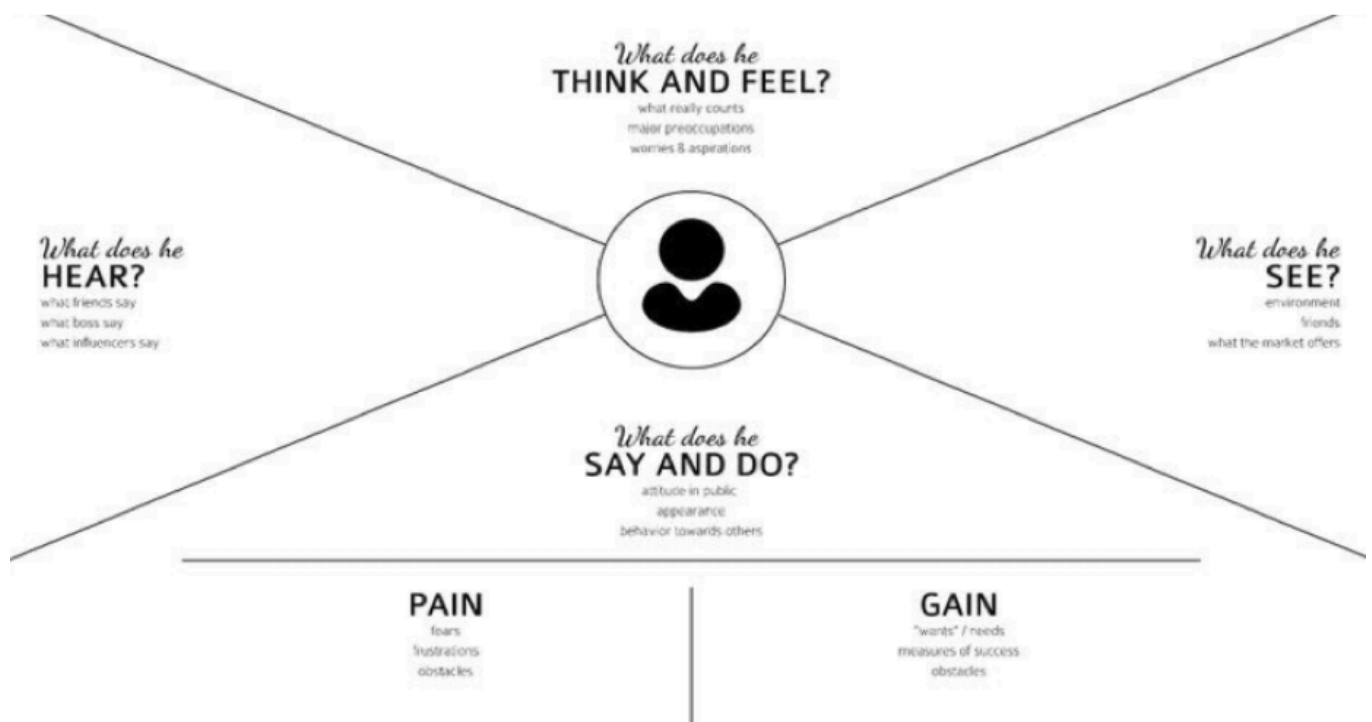 What does he
THINK AND FEEL?
what really counts
major preoccupations
worries & aspirations
What does he
HEAR?
what friends say
what boss say
what influencers say
What does he
SEE?
environment
friends
what the market offers
What does he
SAY AND DO?
attitude in public
appearance
behavior towards others
PAIN
fears
frustrations
obstacles
GAIN
"wants" / needs
measures of success
obstacles